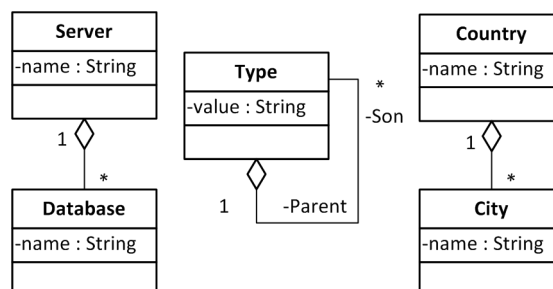 Server
-name : String
1
*
Database
-name : String
Type
-value : String
*
-Son
1
-Parent
Country
-name : String
1
*
City
-name : String